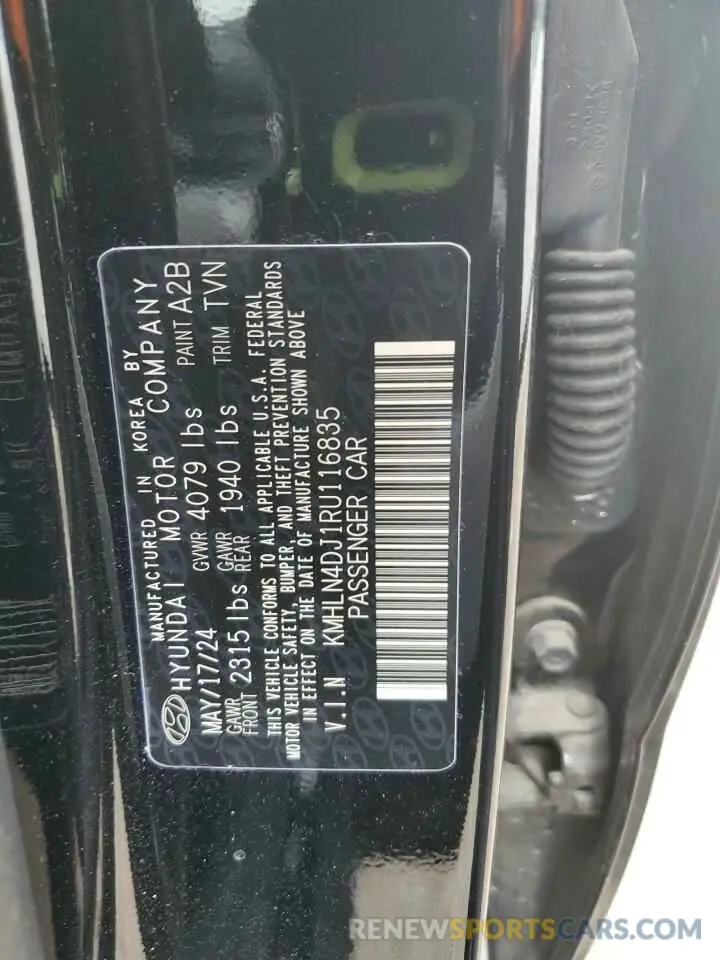 MANUFACTURED IN KOREA BY
HYUNDAI MOTOR COMPANY
MAY/17/24 GVWR 4079 lbs PAINT A2B
GAWR FRONT 2315 lbs GAWR REAR 1940 lbs TRIM TVN
THIS VEHICLE CONFORMS TO ALL APPLICABLE U.S.A. FEDERAL
MOTOR VEHICLE SAFETY, BUMPER, AND THEFT PREVENTION STANDARDS
IN EFFECT ON THE DATE OF MANUFACTURE SHOWN ABOVE
V.I.N KMHLN4DJ1RU116835
PASSENGER CAR
RENEWSPORTSCARS.COM